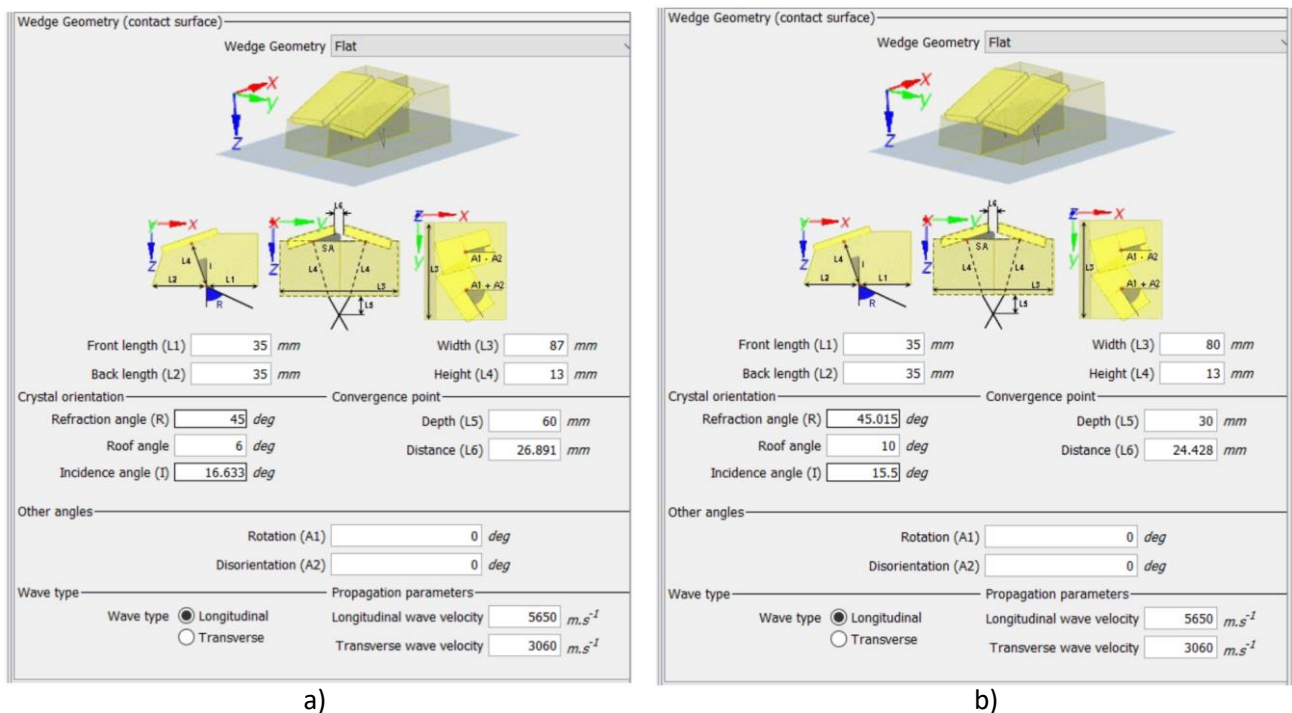 Wedge Geometry (contact surface)
Wedge Geometry Flat
X
y
Z
L6
y X X y Z X
Z Z y
SA
L4 L4 L4
I
L2 L1
R
L3
L5
L3
A1 - A2
A1 + A2
Front length (L1) 35 mm Width (L3) 87 mm
Back length (L2) 35 mm Height (L4) 13 mm
Crystal orientation Convergence point
Refraction angle (R) 45 deg Depth (L5) 60 mm
Roof angle 6 deg Distance (L6) 26.891 mm
Incidence angle (I) 16.633 deg
Other angles
Rotation (A1) 0 deg
Disorientation (A2) 0 deg
Wave type Propagation parameters
Wave type Longitudinal Longitudinal wave velocity 5650 m.s-1
Transverse Transverse wave velocity 3060 m.s-1
a)
Wedge Geometry (contact surface)
Wedge Geometry Flat
X
y
Z
L6
y X X y Z X
Z Z y
SA
L4 L4 L4
I
L2 L1
R
L3
L5
L3
A1 - A2
A1 + A2
Front length (L1) 35 mm Width (L3) 80 mm
Back length (L2) 35 mm Height (L4) 13 mm
Crystal orientation Convergence point
Refraction angle (R) 45.015 deg Depth (L5) 30 mm
Roof angle 10 deg Distance (L6) 24.428 mm
Incidence angle (I) 15.5 deg
Other angles
Rotation (A1) 0 deg
Disorientation (A2) 0 deg
Wave type Propagation parameters
Wave type Longitudinal Longitudinal wave velocity 5650 m.s-1
Transverse Transverse wave velocity 3060 m.s-1
b)